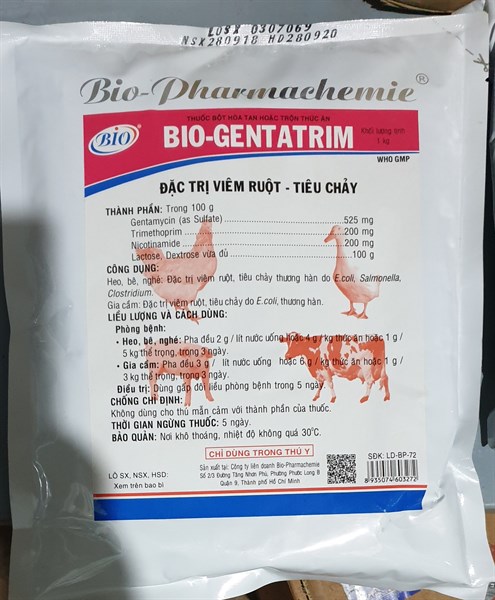 LOSX 0307069
NSX280918 HD280920
Bio-Pharmachemie®
THUỐC BỘT HÒA TAN HOẶC TRỘN THỨC ĂN
BIO®
BIO-GENTATRIM
Khối lượng tịnh
1 kg
WHO GMP
ĐẶC TRỊ VIÊM RUỘT - TIÊU CHẢY
THÀNH PHẦN: Trong 100 g
Gentamycin (as Sulfate) 525 mg
Trimethoprim 200 mg
Nicotinamide 200 mg
Lactose, Dextrose vừa đủ 100 g
CÔNG DỤNG:
Heo, bê, nghé: Đặc trị viêm ruột, tiêu chảy thương hàn do E.coli, Salmonella,
Clostridium.
Gia cầm: Đặc trị viêm ruột, tiêu chảy do E.coli, thương hàn.
LIỀU LƯỢNG VÀ CÁCH DÙNG:
Phòng bệnh:
• Heo, bê, nghé: Pha đều 2 g / lít nước uống hoặc 4 g / kg thức ăn hoặc 1 g /
5 kg thể trọng, trong 3 ngày.
• Gia cầm: Pha đều 3 g / lít nước uống hoặc 6 g / kg thức ăn hoặc 1 g /
3 kg thể trọng, trong 3 ngày.
Điều trị: Dùng gấp đôi liều phòng bệnh trong 5 ngày.
CHỐNG CHỈ ĐỊNH:
Không dùng cho thú mẫn cảm với thành phần của thuốc.
THỜI GIAN NGỪNG THUỐC: 5 ngày.
BẢO QUẢN: Nơi khô thoáng, nhiệt độ không quá 30°C.
CHỈ DÙNG TRONG THÚ Y
LÔ SX, NSX, HSD:
Xem trên bao bì
Sản xuất tại: Công ty liên doanh Bio-Pharmachemie
Số 2/3 Đường Tăng Nhơn Phú, Phường Phước Long B
Quận 9, Thành phố Hồ Chí Minh
SĐK: LD-BP-72
8 935074 603272